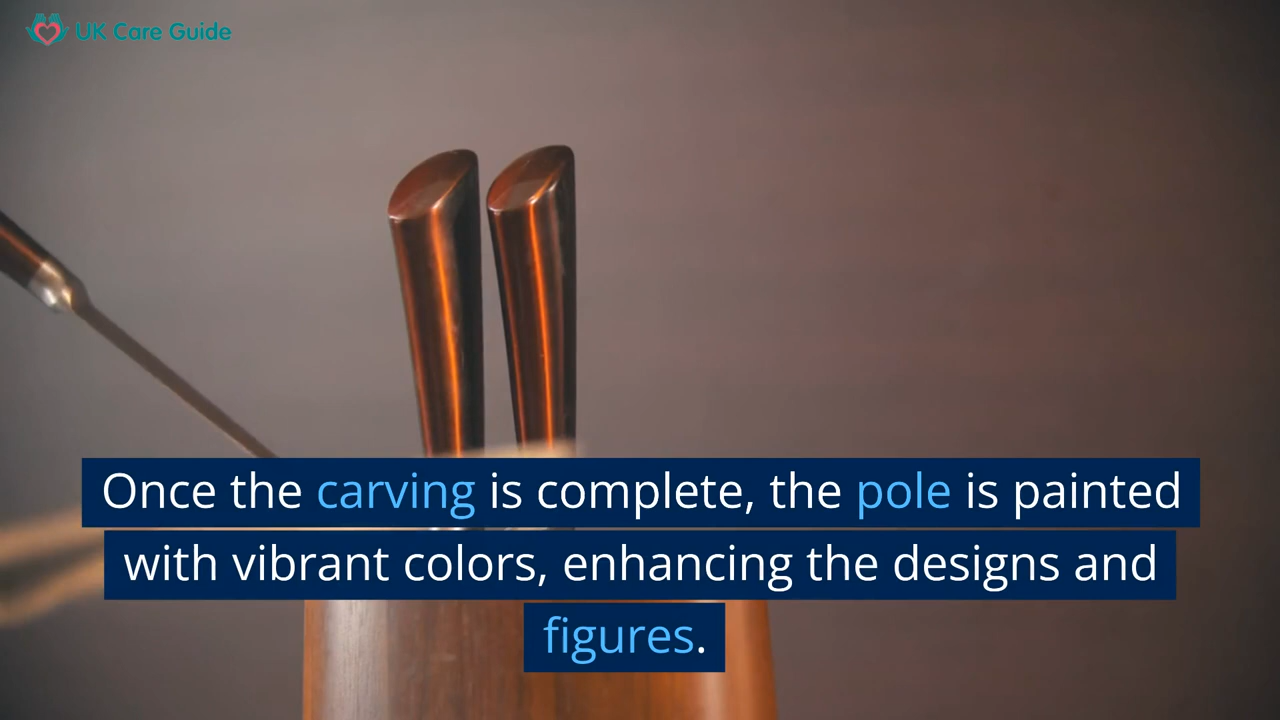 UK Care Guide
Once the carving is complete, the pole is painted
with vibrant colors, enhancing the designs and
figures.